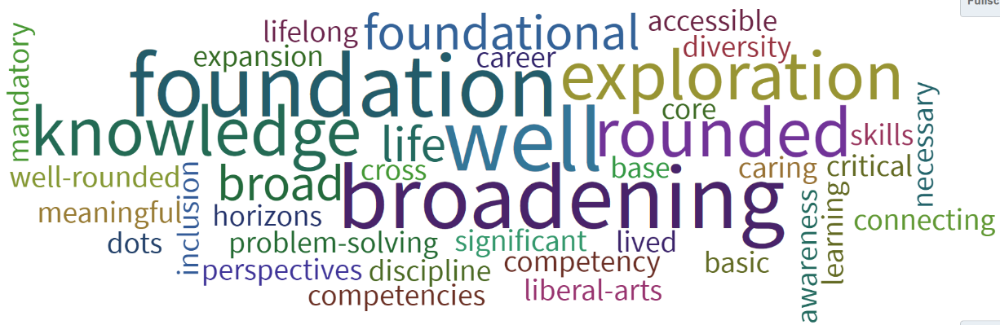 Fullsc
lifelong
foundational
accessible
mandatory
expansion
career
diversity
foundation
exploration
core
knowledge
life
well
rounded
skills
necessary
well-rounded
inclusion
broad
cross
broadening
base
caring
critical
meaningful
horizons
awareness
learning
connecting
dots
problem-solving
significant
lived
perspectives
discipline
competency
basic
competencies
liberal-arts